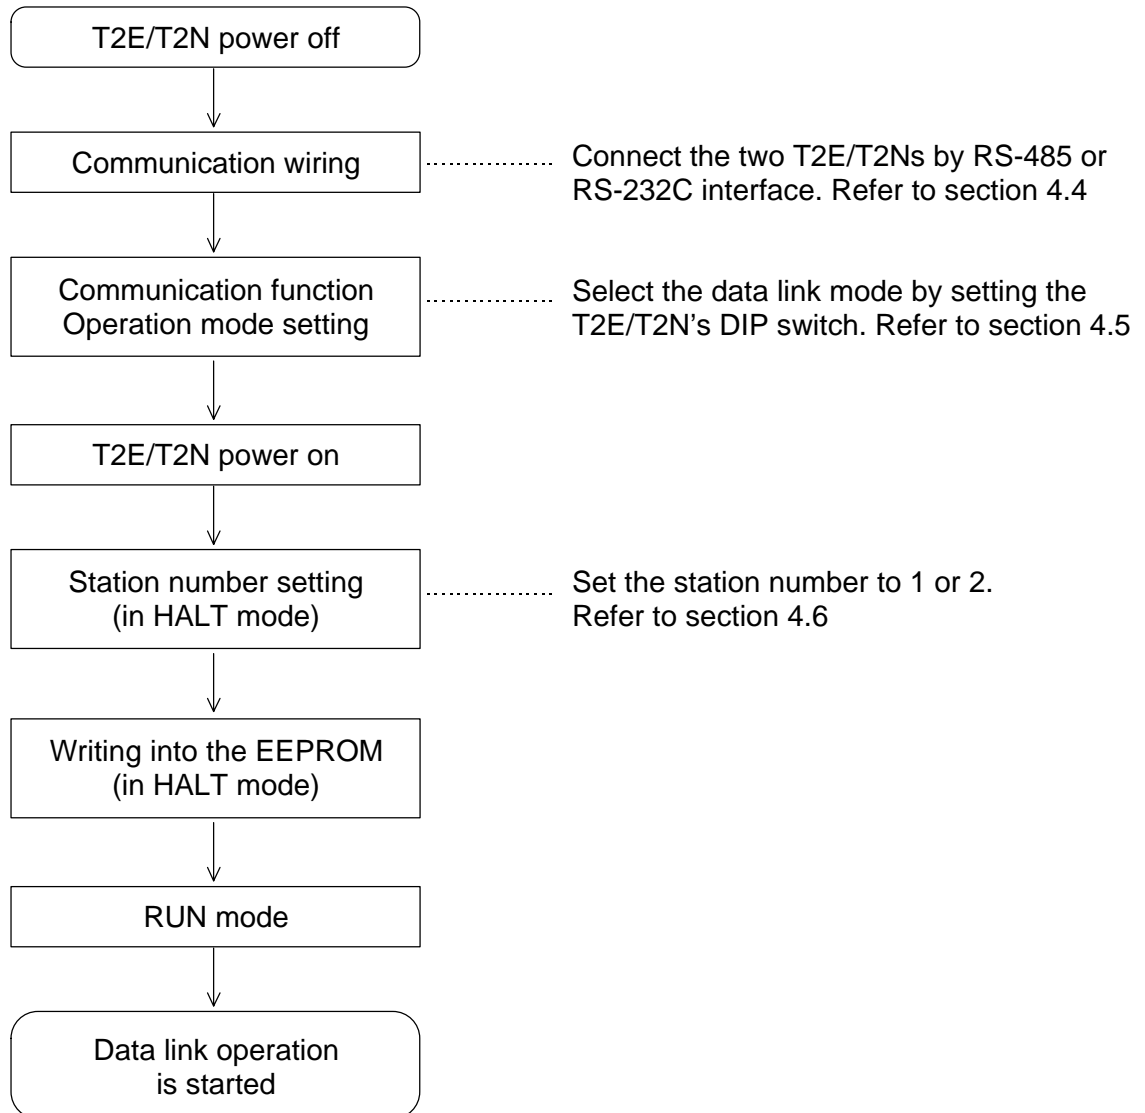 T2E/T2N power off
Communication wiring
Connect the two T2E/T2Ns by RS-485 or
RS-232C interface. Refer to section 4.4
Communication function
Operation mode setting
Select the data link mode by setting the
T2E/T2N’s DIP switch. Refer to section 4.5
T2E/T2N power on
Station number setting
(in HALT mode)
Set the station number to 1 or 2.
Refer to section 4.6
Writing into the EEPROM
(in HALT mode)
RUN mode
Data link operation
is started